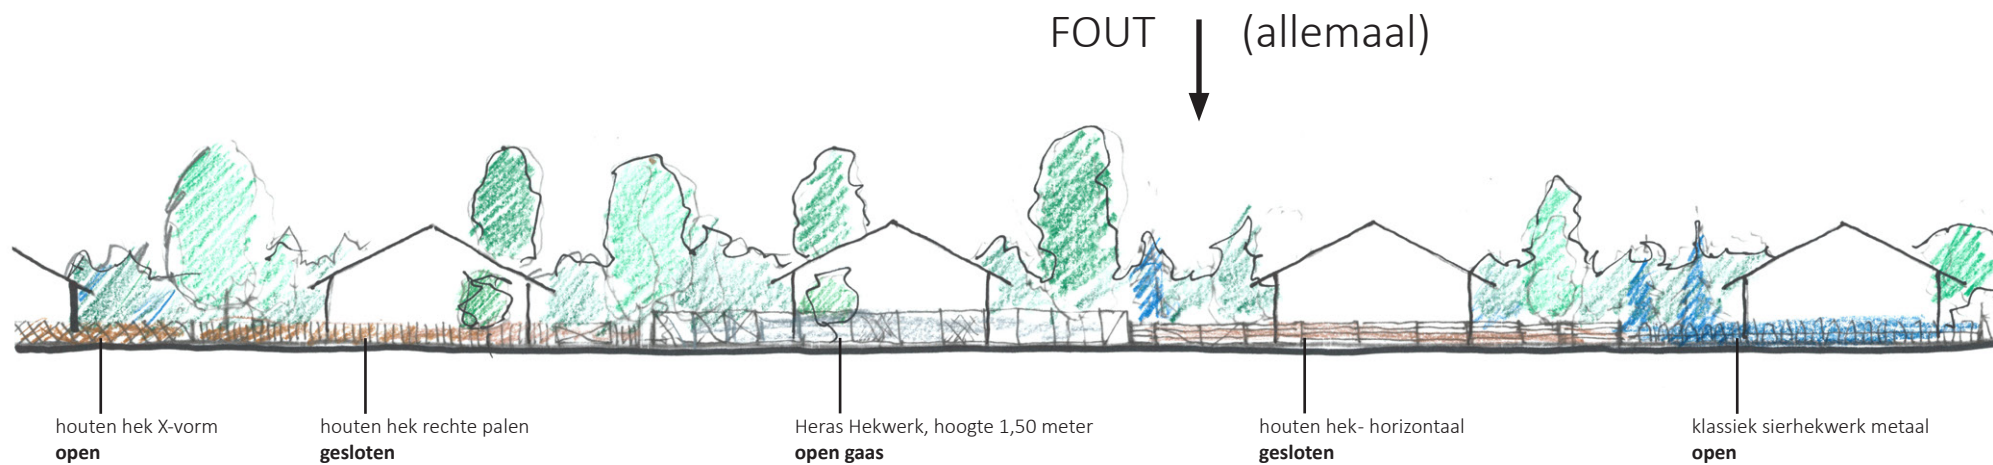 FOUT (allemaal)
houten hek X-vorm
open
houten hek rechte palen
gesloten
Heras Hekwerk, hoogte 1,50 meter
open gaas
houten hek- horizontaal
gesloten
klassiek sierhekwerk metaal
open